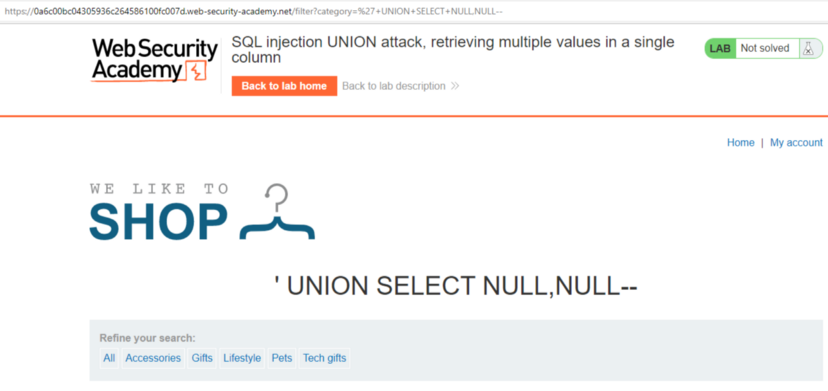 https://0a6c00bc04305936c264586100fc007d.web-security-academy.net/filter?category=%27+UNION+SELECT+NULL,NULL--
Web Security
Academy
SQL injection UNION attack, retrieving multiple values in a single
column
LAB Not solved
Back to lab home Back to lab description
Home | My account
WE LIKE TO
SHOP
' UNION SELECT NULL,NULL--
Refine your search:
All Accessories Gifts Lifestyle Pets Tech gifts